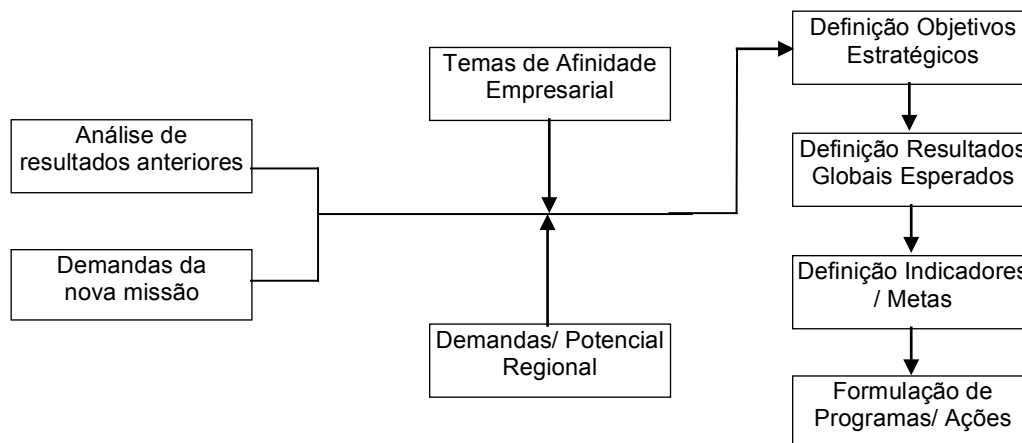 Análise de
resultados anteriores
Demandas da
nova missão
Temas de Afinidade
Empresarial
Demandas/ Potencial
Regional
Definição Objetivos
Estratégicos
Definição Resultados
Globais Esperados
Definição Indicadores
/ Metas
Formulação de
Programas/ Ações